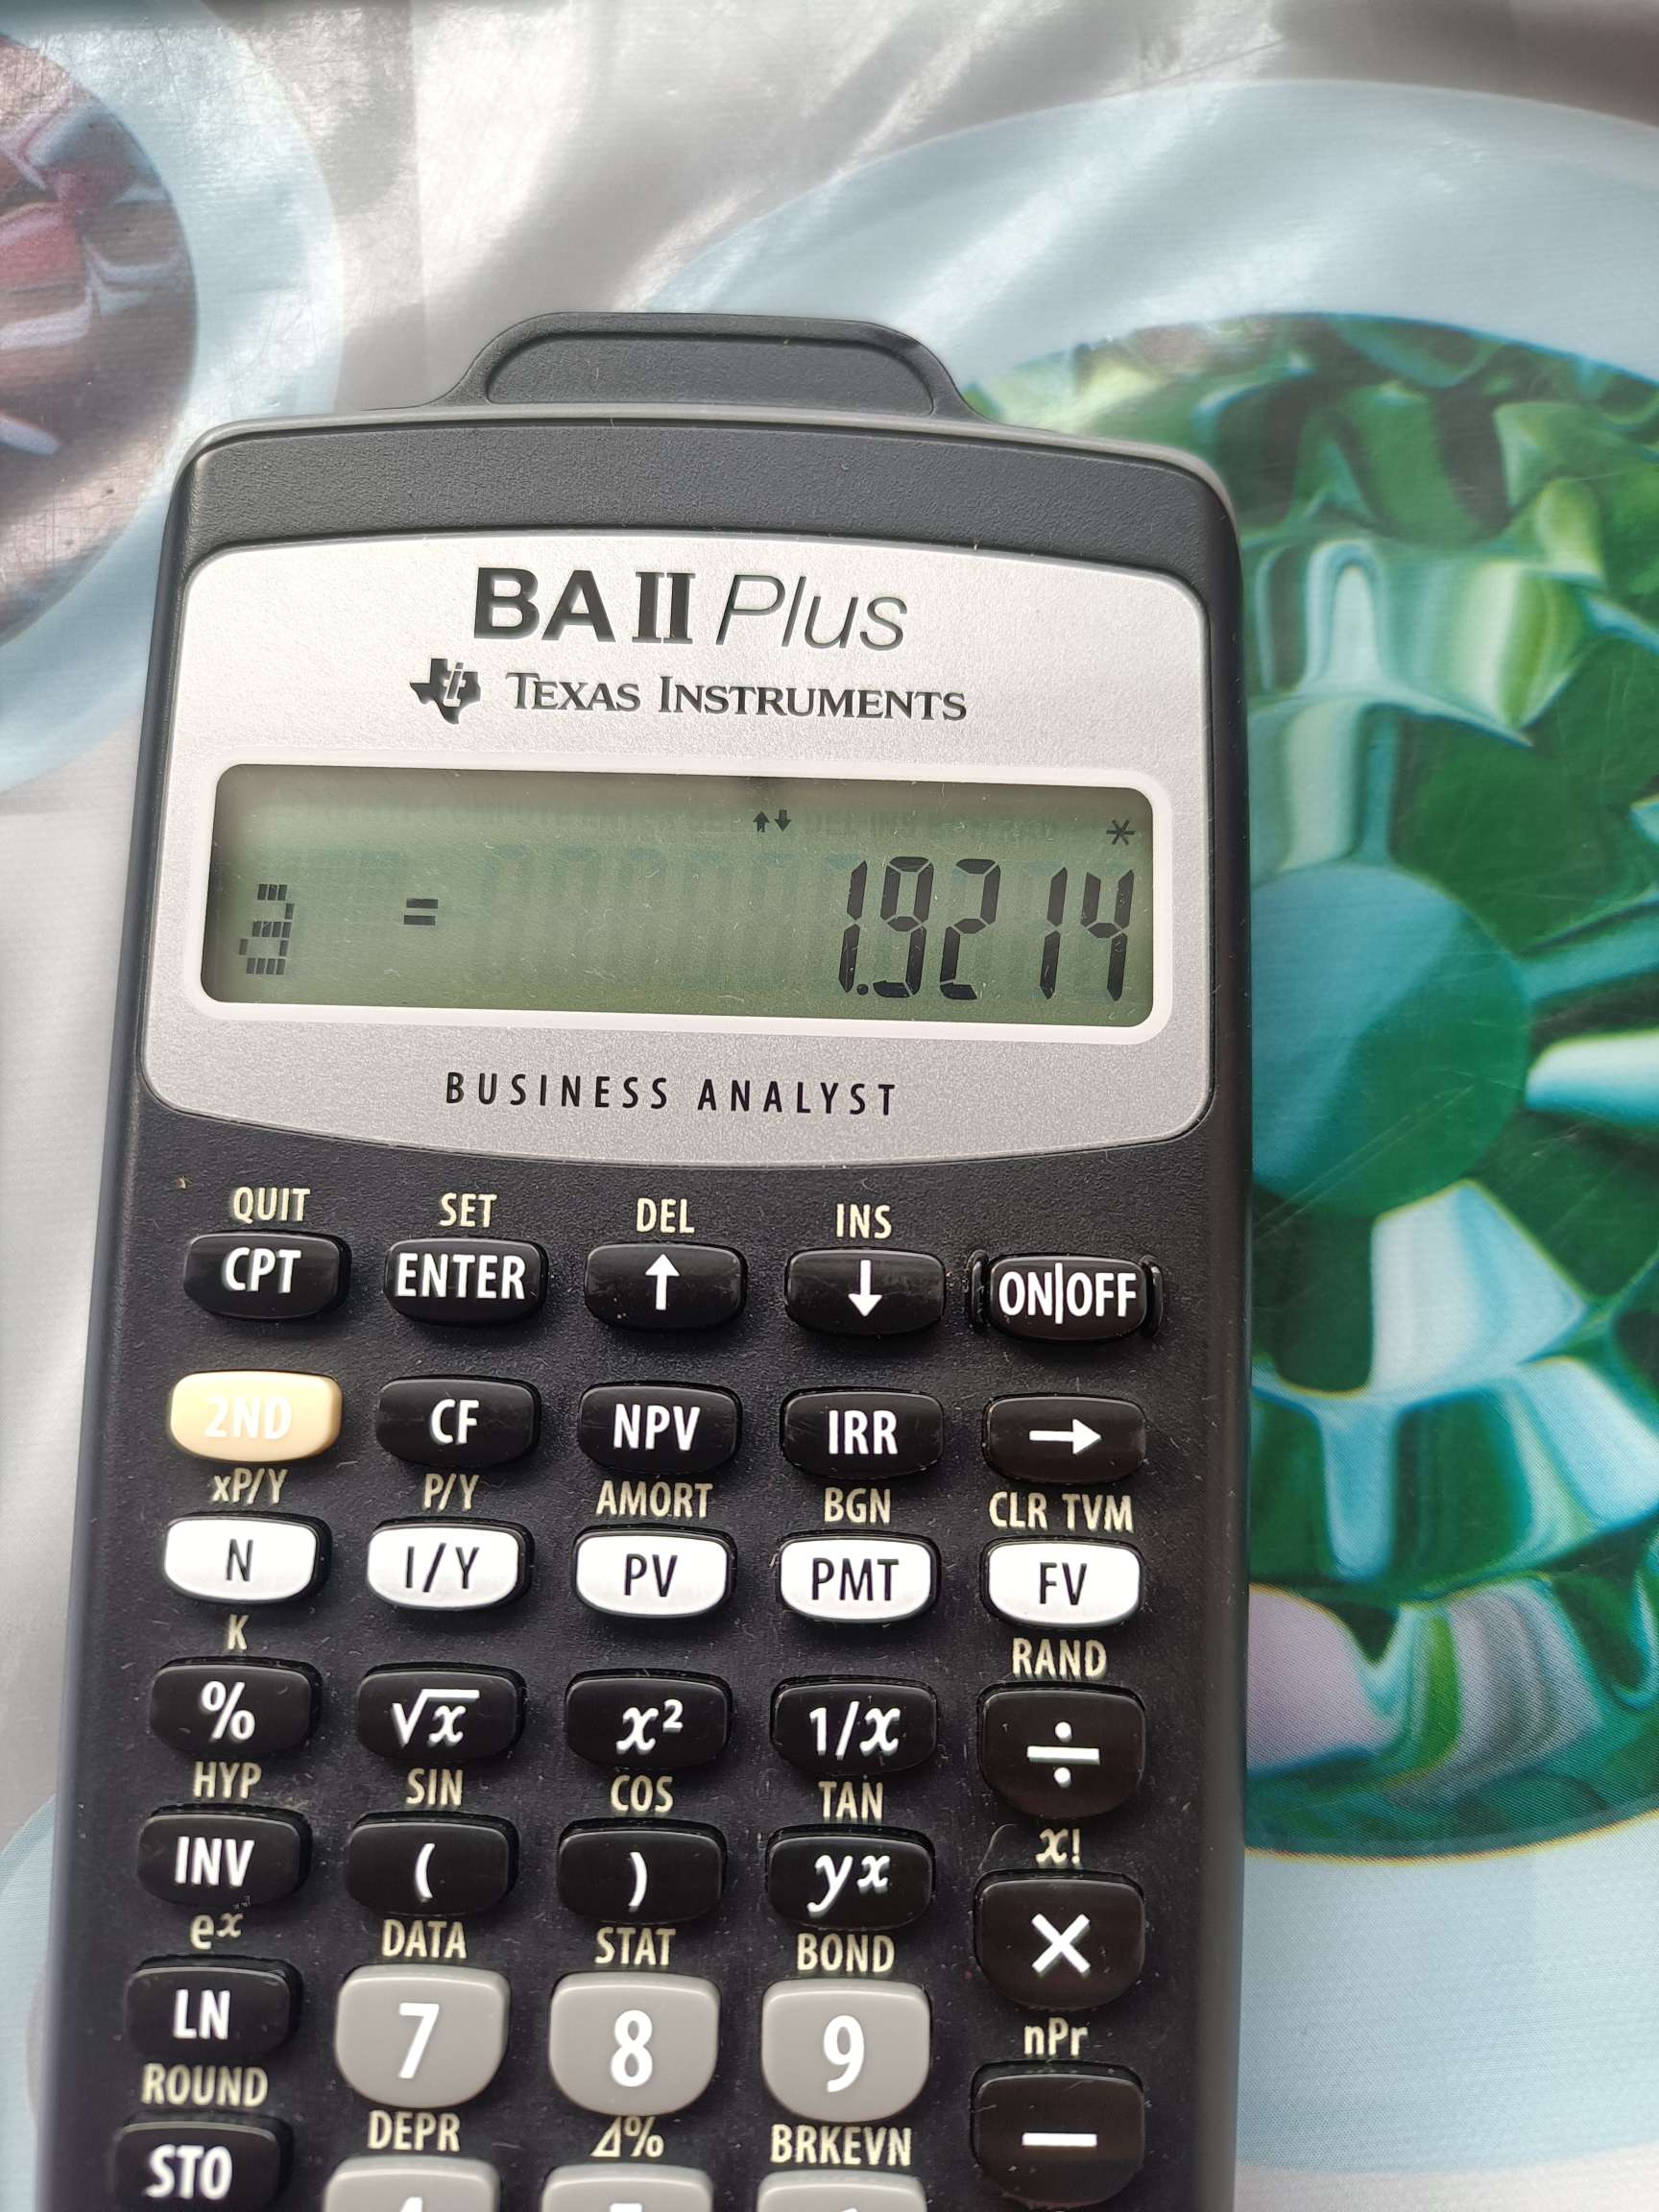 BA II Plus
TEXAS INSTRUMENTS
↑↓ *
a = 1.9214
BUSINESS ANALYST
QUIT SET DEL INS
CPT ENTER ↑ ↓ ON|OFF
2ND CF NPV IRR →
xP/Y P/Y AMORT BGN CLR TVM
N I/Y PV PMT FV
K RAND
% √x x² 1/x ÷
HYP SIN COS TAN x!
INV ( ) yˣ ×
eˣ DATA STAT BOND nPr
LN 7 8 9 −
ROUND DEPR Δ% BRKEVN
STO